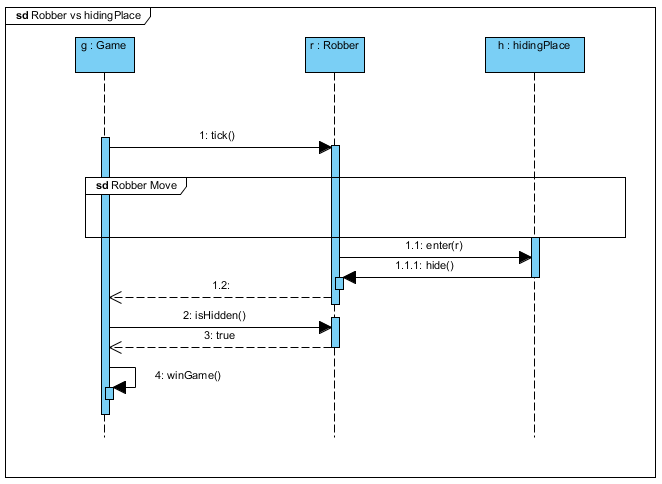 sd Robber vs hidingPlace
g : Game
r : Robber
h : hidingPlace
1: tick()
sd Robber Move
1.1: enter(r)
1.1.1: hide()
1.2:
2: isHidden()
3: true
4: winGame()